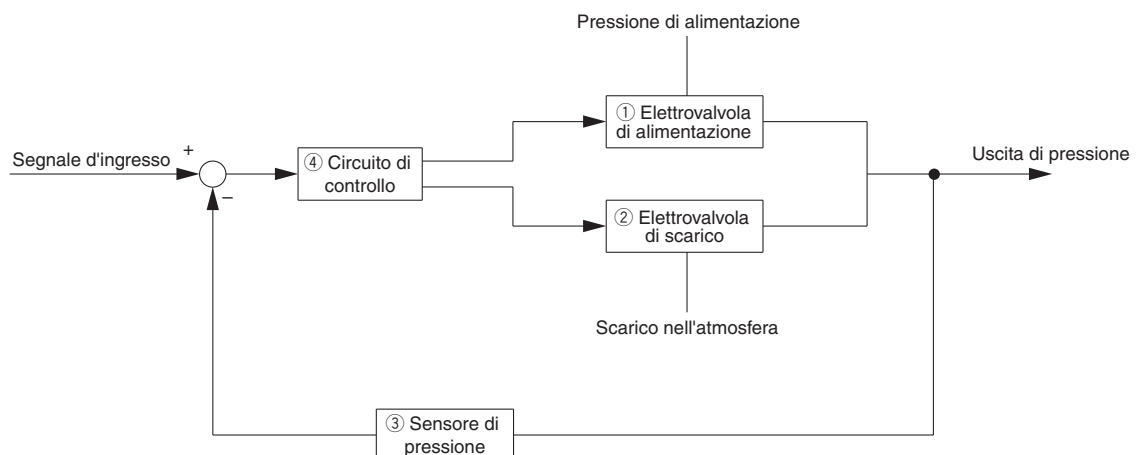 Pressione di alimentazione
① Elettrovalvola
di alimentazione
Segnale d'ingresso
+
−
④ Circuito di
controllo
Uscita di pressione
② Elettrovalvola
di scarico
Scarico nell'atmosfera
③ Sensore di
pressione